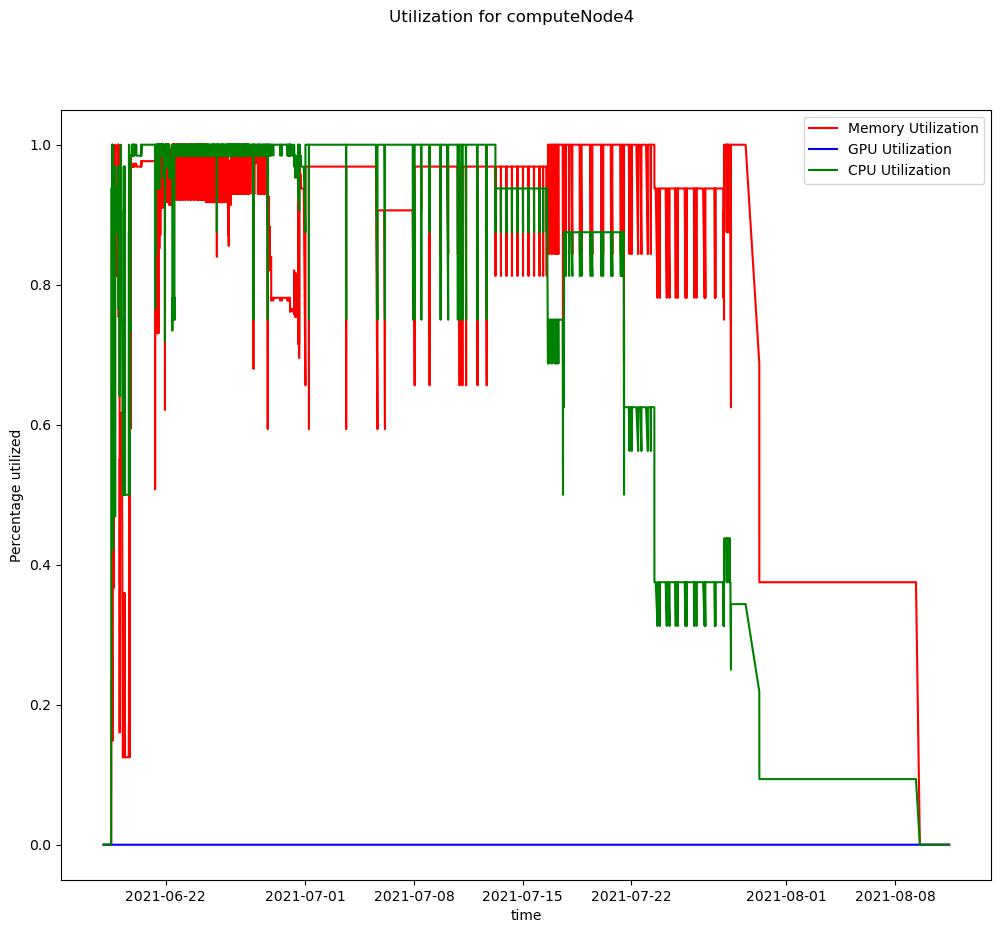 Utilization for computeNode4
Memory Utilization
GPU Utilization
CPU Utilization
Percentage utilized
1.0
0.8
0.6
0.4
0.2
0.0
2021-06-22
2021-07-01
2021-07-08
2021-07-15
2021-07-22
2021-08-01
2021-08-08
time